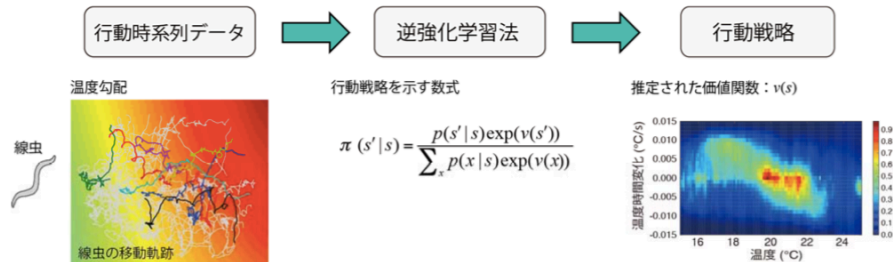 行動時系列データ
逆強化学習法
行動戦略
温度勾配
行動戦略を示す数式
推定された価値関数：v(s)
線虫
線虫の移動軌跡
π (s'|s) = p(s'|s)exp(v(s')) / ∑x p(x|s)exp(v(x))
温度時間変化 (°C/s)
0.015
0.010
0.005
0.000
-0.005
-0.010
-0.015
16
18
20
22
24
温度 (°C)
0.9
0.8
0.7
0.6
0.5
0.4
0.3
0.2
0.1
0.0